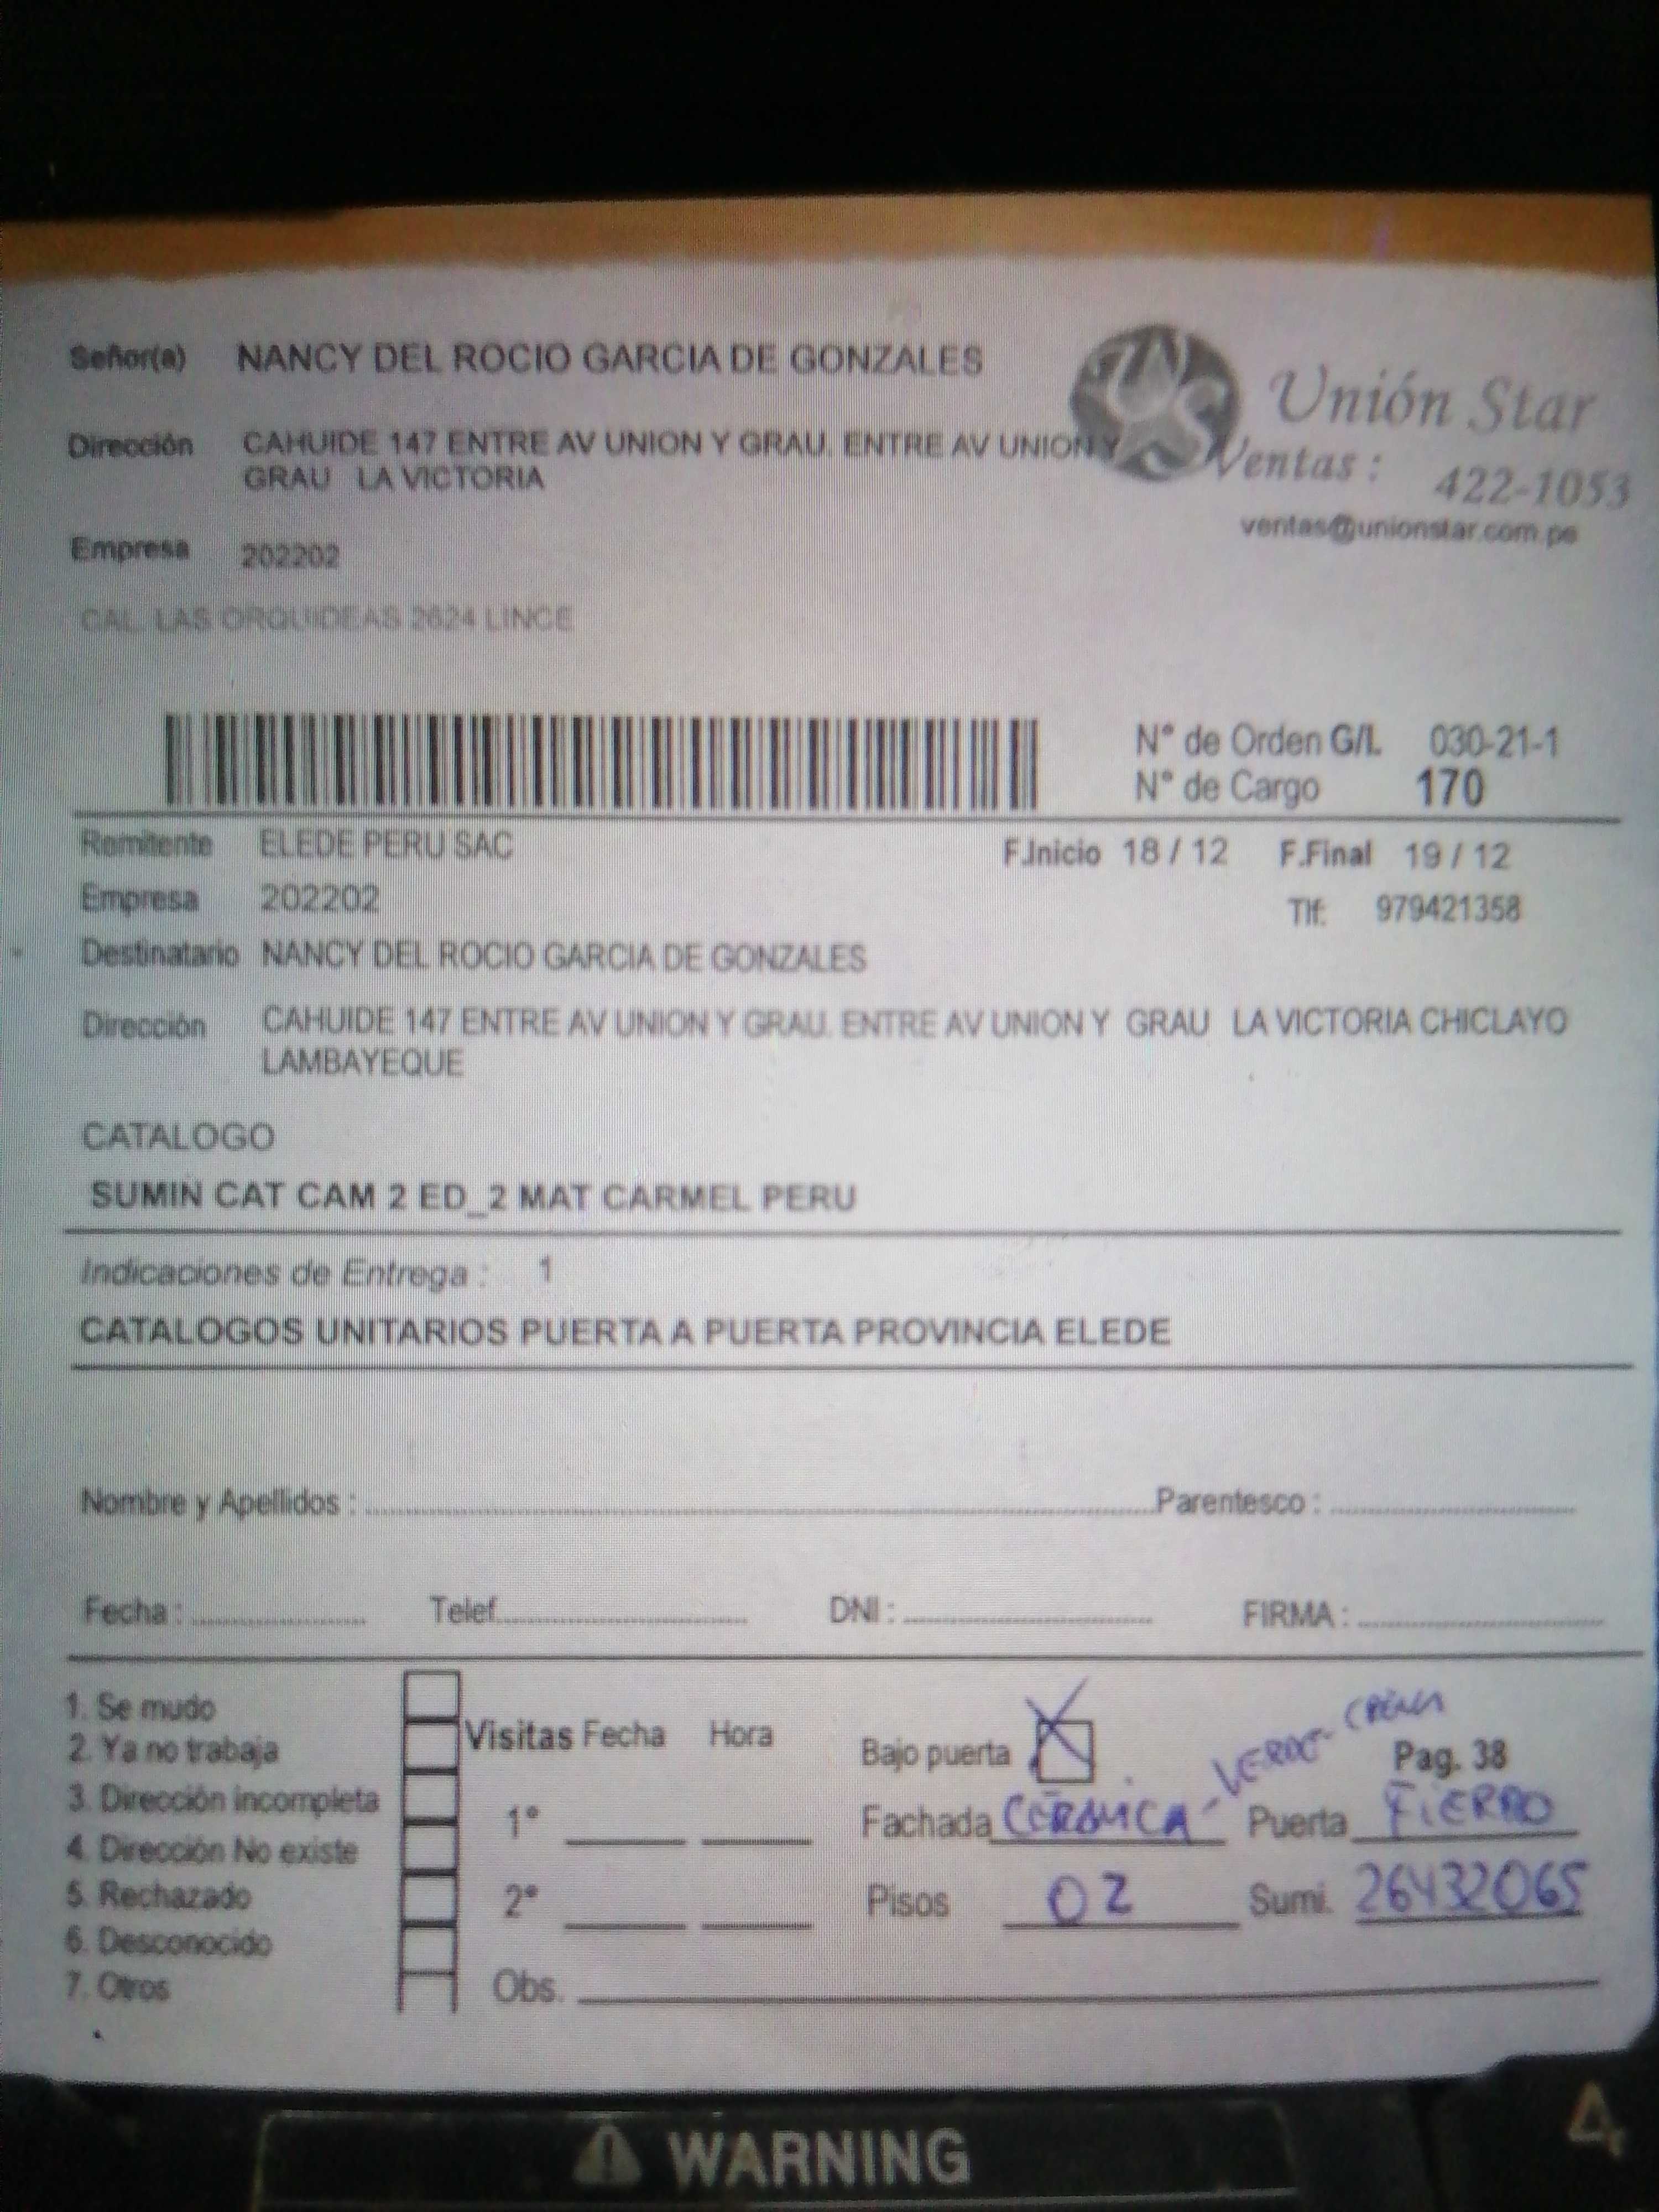 Señor(a) NANCY DEL ROCIO GARCIA DE GONZALES
Unión Star
Dirección CAHUIDE 147 ENTRE AV UNION Y GRAU. ENTRE AV UNION Y
GRAU LA VICTORIA
Ventas : 422-1053
ventas@unionstar.com.pe
Empresa 202202
CAL. LAS ORQUIDEAS 2624 LINCE
N° de Orden G/L 030-21-1
N° de Cargo 170
Remitente ELEDE PERU SAC F.Inicio 18 / 12 F.Final 19 / 12
Empresa 202202 Tlf: 979421358
Destinatario NANCY DEL ROCIO GARCIA DE GONZALES
Dirección CAHUIDE 147 ENTRE AV UNION Y GRAU. ENTRE AV UNION Y GRAU LA VICTORIA CHICLAYO
LAMBAYEQUE
CATALOGO
SUMIN CAT CAM 2 ED_2 MAT CARMEL PERU
Indicaciones de Entrega : 1
CATALOGOS UNITARIOS PUERTA A PUERTA PROVINCIA ELEDE
Nombre y Apellidos : Parentesco :
Fecha : Telef. DNI : FIRMA :
1. Se mudo
2. Ya no trabaja
3. Dirección incompleta
4. Dirección No existe
5. Rechazado
6. Desconocido
7. Otros
Visitas Fecha Hora
1°
2°
Obs.
Bajo puerta X Pag. 38
Fachada CERAMICA - VERDE - CREMA Puerta FIERRO
Pisos 02 Sumi. 26432065
WARNING
4